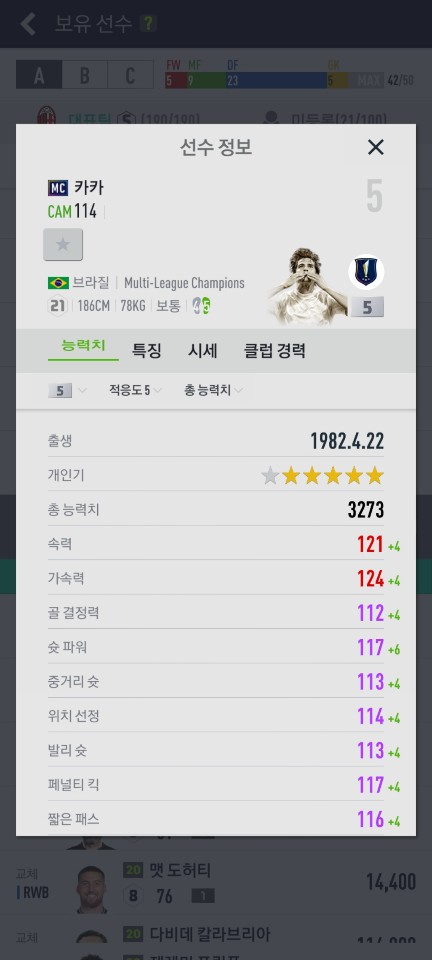 보유 선수 ?
A B C
FW MF DF GK
5 9 23 5 MAX 42/50
대표팀 5 (190/190) 미등록(21/100)
선수 정보
MC 카카
CAM 114
5
브라질 Multi-League Champions
21 186CM 78KG 보통 4 5
5
능력치 특징 시세 클럽 경력
5 적응도 5 총 능력치
출생 1982.4.22
개인기
총 능력치 3273
속력 121 +4
가속력 124 +4
골 결정력 112 +4
슛 파워 117 +6
중거리 슛 113 +4
위치 선정 114 +4
발리 슛 113 +4
페널티 킥 117 +4
짧은 패스 116 +4
교체 20 맷 도허티
RWB 8 76 1 14,400
교체 20 다비데 칼라브리아